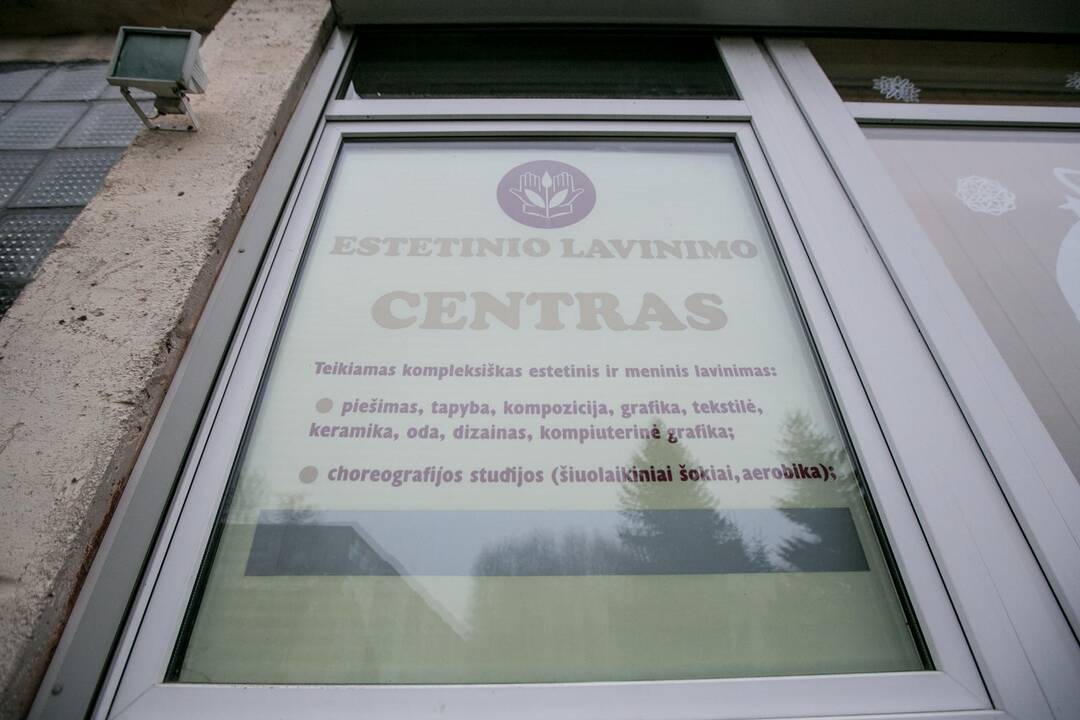 ESTETINIO LAVINIMO
CENTRAS
Teikiamas kompleksiškas estetinis ir meninis lavinimas:
● piešimas, tapyba, kompozicija, grafika, tekstilė,
keramika, oda, dizainas, kompiuterinė grafika;
● choreografijos studijos (šiuolaikiniai šokiai, aerobika);